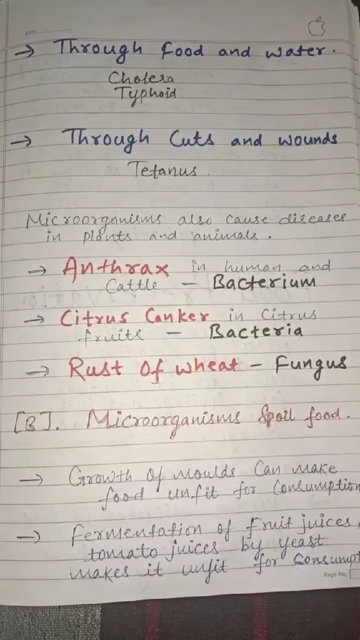 → Through Food and Water.
Cholera
Typhoid
→ Through Cuts and Wounds
Tetanus
Microorganisms also cause diseases
in plants and animals.
→ Anthrax in human and
Cattle – Bacterium
→ Citrus Canker in Citrus
fruits – Bacteria
→ Rust Of wheat – Fungus
[B]. Microorganisms Spoil food.
→ Growth Of moulds Can make
food unfit for Consumption
→ Fermentation of fruit juices,
tomato juices by yeast
makes it unfit for Consumpt
Page No.